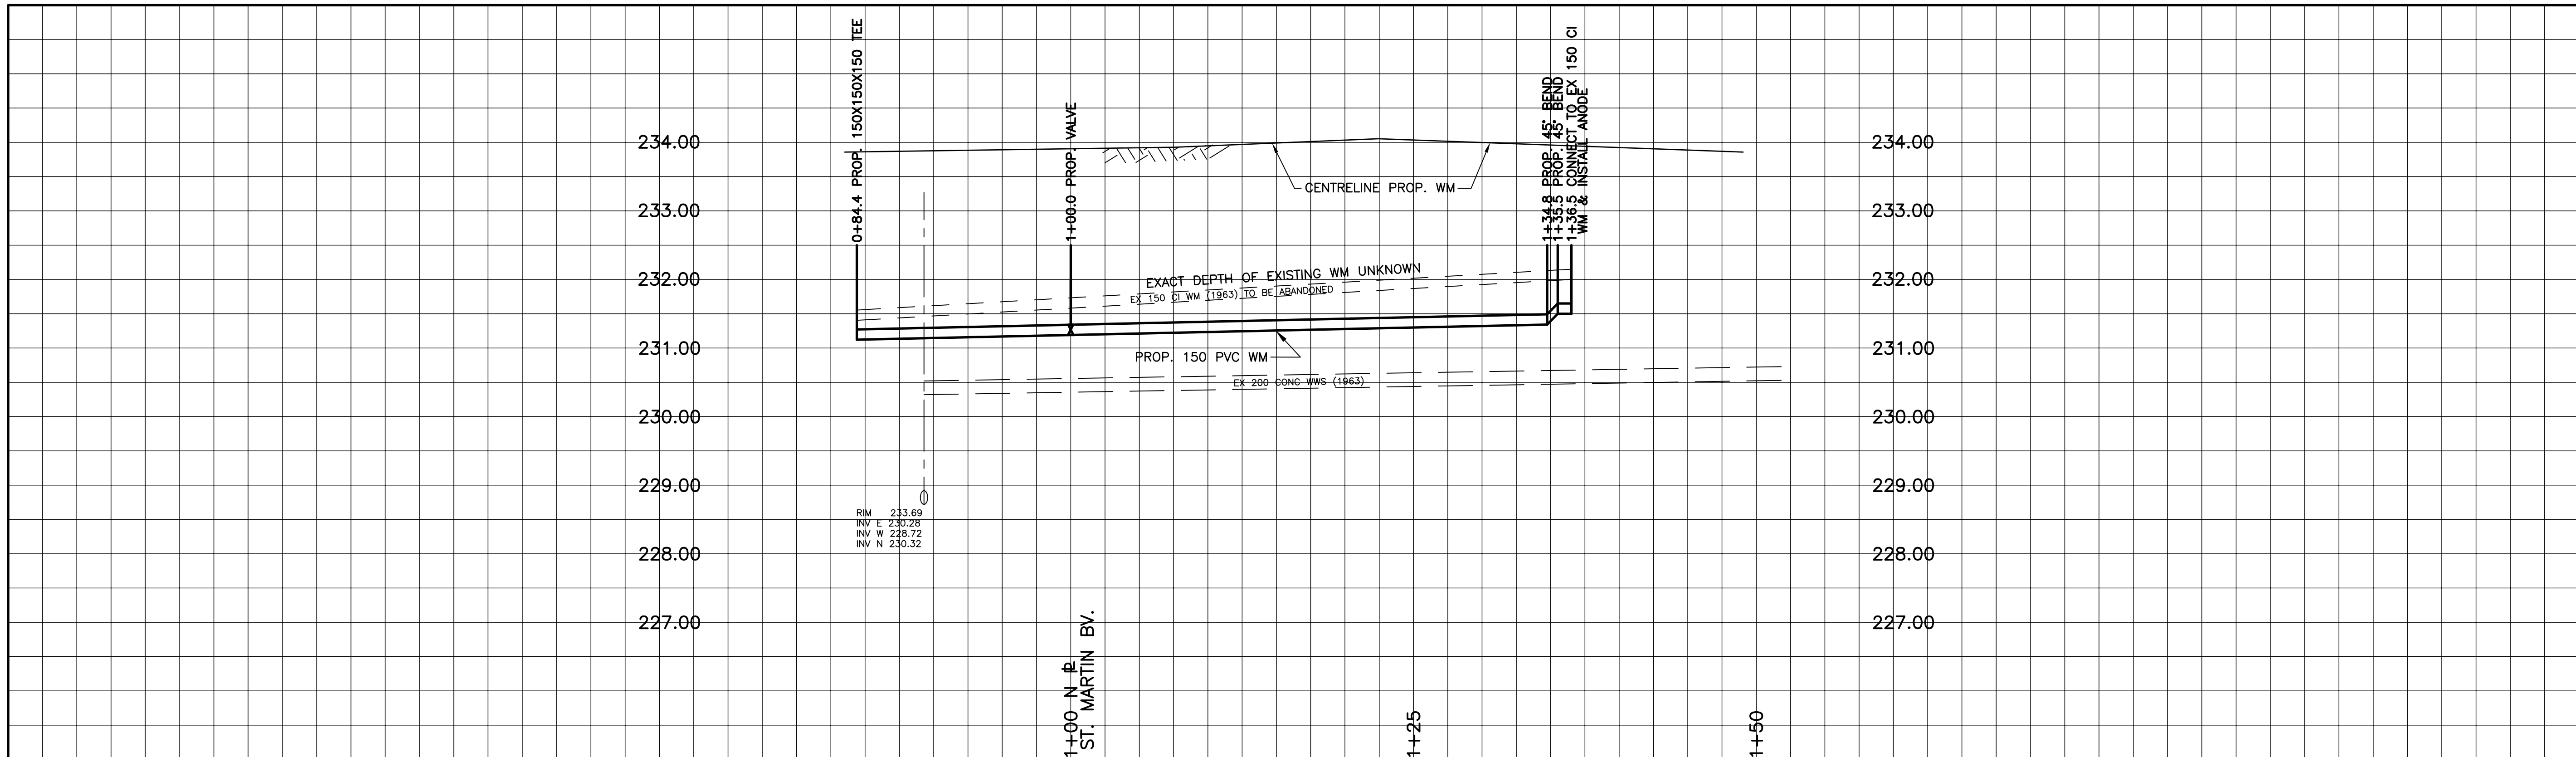 0+84.4 PROP. 150X150X150X150 TEE
1+00.0 PROP. VALVE
1+34.8 PROP. 45° BEND
1+35.5 PROP. 45° BEND
1+36.5 CONNECT TO EX 150 CI
WM & INSTALL ANODE
234.00
234.00
CENTRELINE PROP. WM
233.00
233.00
EXACT DEPTH OF EXISTING WM UNKNOWN
232.00
232.00
EX 150 CI WM (1963) TO BE ABANDONED
231.00
231.00
PROP. 150 PVC WM
EX 200 CONC WWS (1963)
230.00
230.00
229.00
229.00
RIM 233.69
INV E 230.28
INV W 228.72
INV N 230.32
228.00
228.00
227.00
227.00
1+00 N ⅊
ST. MARTIN BV.
1+25
1+50